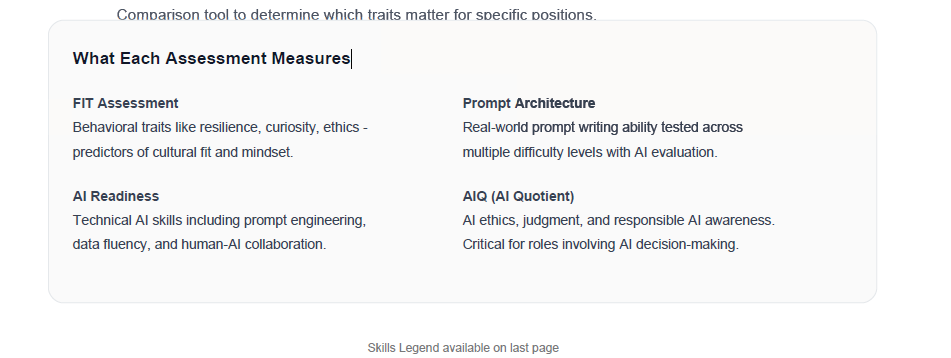 Comparison tool to determine which traits matter for specific positions.
What Each Assessment Measures
FIT Assessment
Behavioral traits like resilience, curiosity, ethics -
predictors of cultural fit and mindset.
Prompt Architecture
Real-world prompt writing ability tested across
multiple difficulty levels with AI evaluation.
AI Readiness
Technical AI skills including prompt engineering,
data fluency, and human-AI collaboration.
AIQ (AI Quotient)
AI ethics, judgment, and responsible AI awareness.
Critical for roles involving AI decision-making.
Skills Legend available on last page